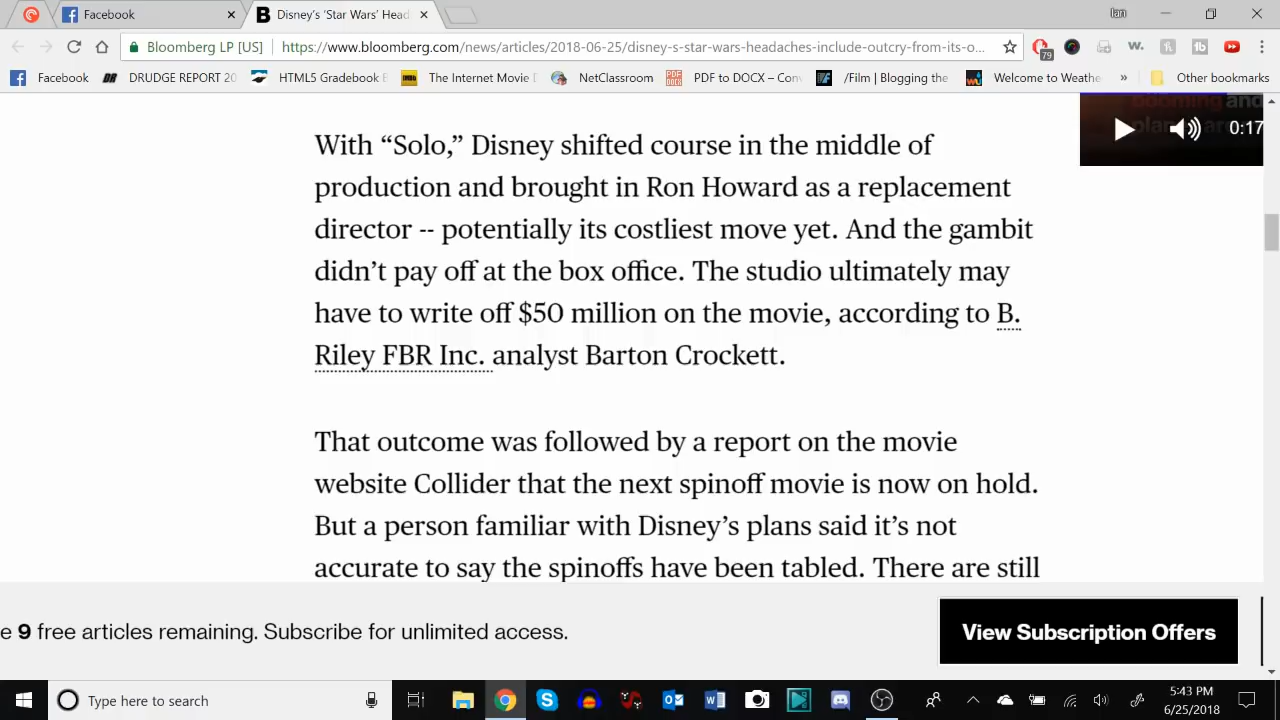 Facebook
Disney's 'Star Wars' Head
Bloomberg LP [US]
https://www.bloomberg.com/news/articles/2018-06-25/disney-s-star-wars-headaches-include-outcry-from-its-o...
79
Facebook
DRUDGE REPORT 20
HTML5 Gradebook
The Internet Movie
NetClassroom
PDF to DOCX – Con
/Film | Blogging the
Welcome to Weathe
»
Other bookmarks
0:17
With “Solo,” Disney shifted course in the middle of
production and brought in Ron Howard as a replacement
director -- potentially its costliest move yet. And the gambit
didn’t pay off at the box office. The studio ultimately may
have to write off $50 million on the movie, according to B.
Riley FBR Inc. analyst Barton Crockett.
That outcome was followed by a report on the movie
website Collider that the next spinoff movie is now on hold.
But a person familiar with Disney’s plans said it’s not
accurate to say the spinoffs have been tabled. There are still
e 9 free articles remaining. Subscribe for unlimited access.
View Subscription Offers
Type here to search
5:43 PM
6/25/2018